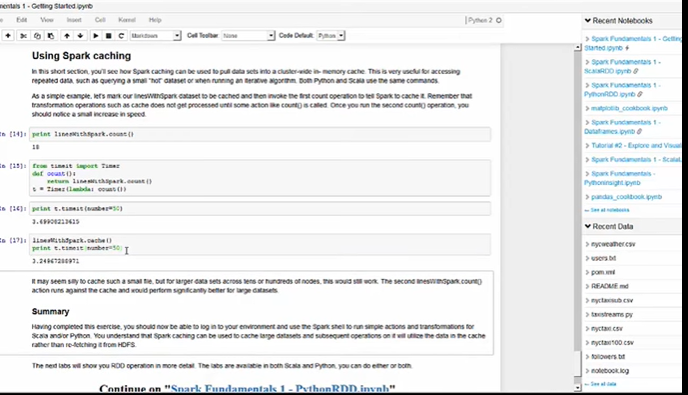 mentals 1 - Getting Started.ipynb
Edit View Insert Cell Kernel Help
Python 2
Markdown Cell Toolbar: None Code Default: Python
Using Spark caching
In this short section, you'll see how Spark caching can be used to pull data sets into a cluster-wide in- memory cache. This is very useful for accessing
repeated data, such as querying a small "hot" dataset or when running an iterative algorithm. Both Python and Scala use the same commands.
As a simple example, let's mark our linesWithSpark dataset to be cached and then invoke the first count operation to tell Spark to cache it. Remember that
transformation operations such as cache does not get processed until some action like count() is called. Once you run the second count() operation, you
should notice a small increase in speed.
In [14]: print linesWithSpark.count()
18
In [15]: from timeit import Timer
def count():
return linesWithSpark.count()
t = Timer(lambda: count())
In [16]: print t.timeit(number=50)
3.69908213615
In [17]: linesWithSpark.cache()
print t.timeit(number=50)
3.24967288971
It may seem silly to cache such a small file, but for larger data sets across tens or hundreds of nodes, this would still work. The second linesWithSpark.count()
action runs against the cache and would perform significantly better for large datasets.
Summary
Having completed this exercise, you should now be able to log in to your environment and use the Spark shell to run simple actions and transformations for
Scala and/or Python. You understand that Spark caching can be used to cache large datasets and subsequent operations on it will utilize the data in the cache
rather than re-fetching it from HDFS.
The next labs will show you RDD operation in more detail. The labs are available in both Scala and Python, you can do either or both.
Continue on "Spark Fundamentals 1 - PythonRDD.ipynb"
Recent Notebooks
Spark Fundamentals 1 - Getting
Started.ipynb
Spark Fundamentals 1 -
ScalaRDD.ipynb
Spark Fundamentals 1 -
PythonRDD.ipynb
matplotlib_cookbook.ipynb
Spark Fundamentals 1 -
Dataframes.ipynb
Tutorial #2 - Explore and Visual
Spark Fundamentals 1 - ScalaL
Spark Fundamentals -
PythonInsight.ipynb
pandas_cookbook.ipynb
See all notebooks
Recent Data
nycweather.csv
users.txt
pom.xml
README.md
nyctaxisub.csv
taxistreams.py
nyctaxi.csv
nyctaxi100.csv
followers.txt
notebook.log
See all data